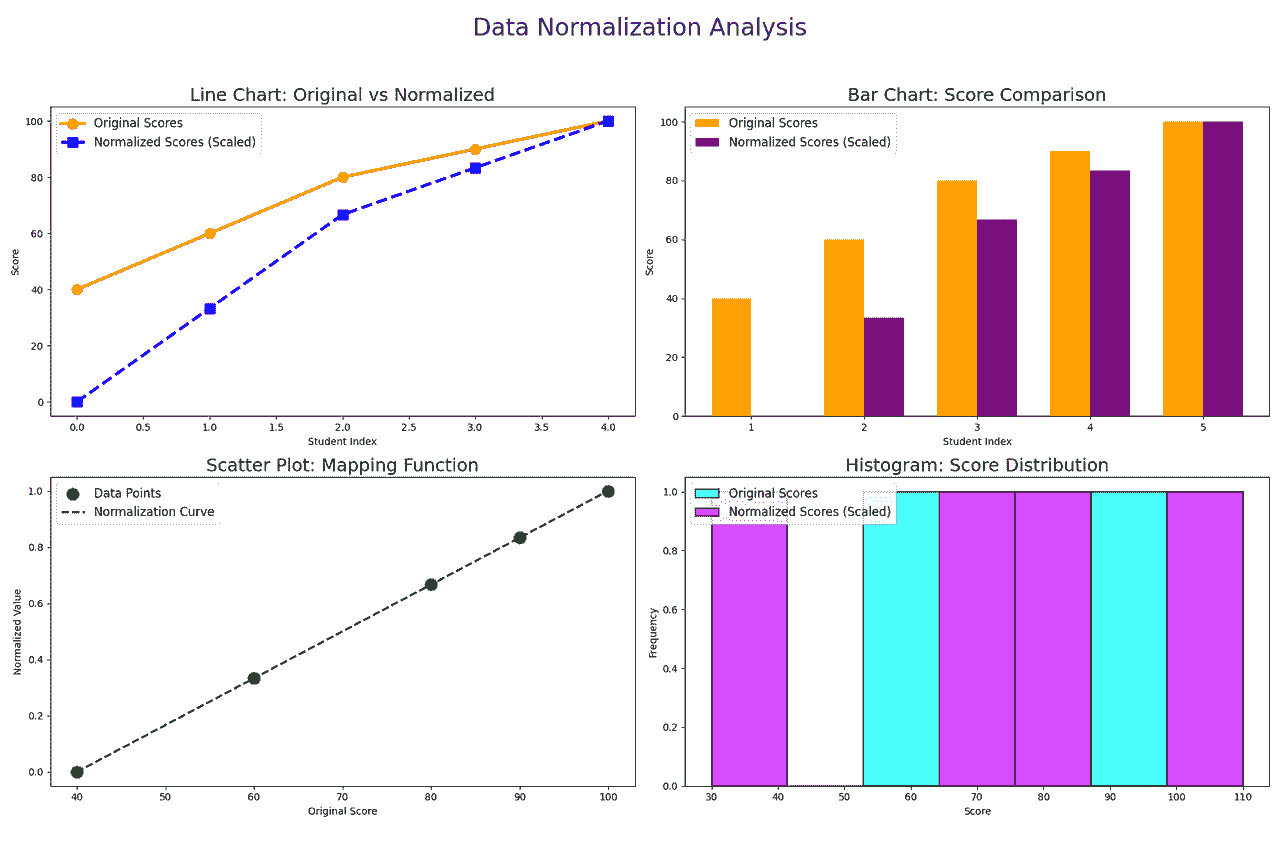 Data Normalization Analysis
Line Chart: Original vs Normalized
Original Scores
Normalized Scores (Scaled)
100
80
60
40
20
0
Score
0.0 0.5 1.0 1.5 2.0 2.5 3.0 3.5 4.0
Student Index
Bar Chart: Score Comparison
Original Scores
Normalized Scores (Scaled)
100
80
60
40
20
0
Score
1 2 3 4 5
Student Index
Scatter Plot: Mapping Function
Data Points
Normalization Curve
1.0
0.8
0.6
0.4
0.2
0.0
Normalized Value
40 50 60 70 80 90 100
Original Score
Histogram: Score Distribution
Original Scores
Normalized Scores (Scaled)
1.0
0.8
0.6
0.4
0.2
0.0
Frequency
30 40 50 60 70 80 90 100 110
Score